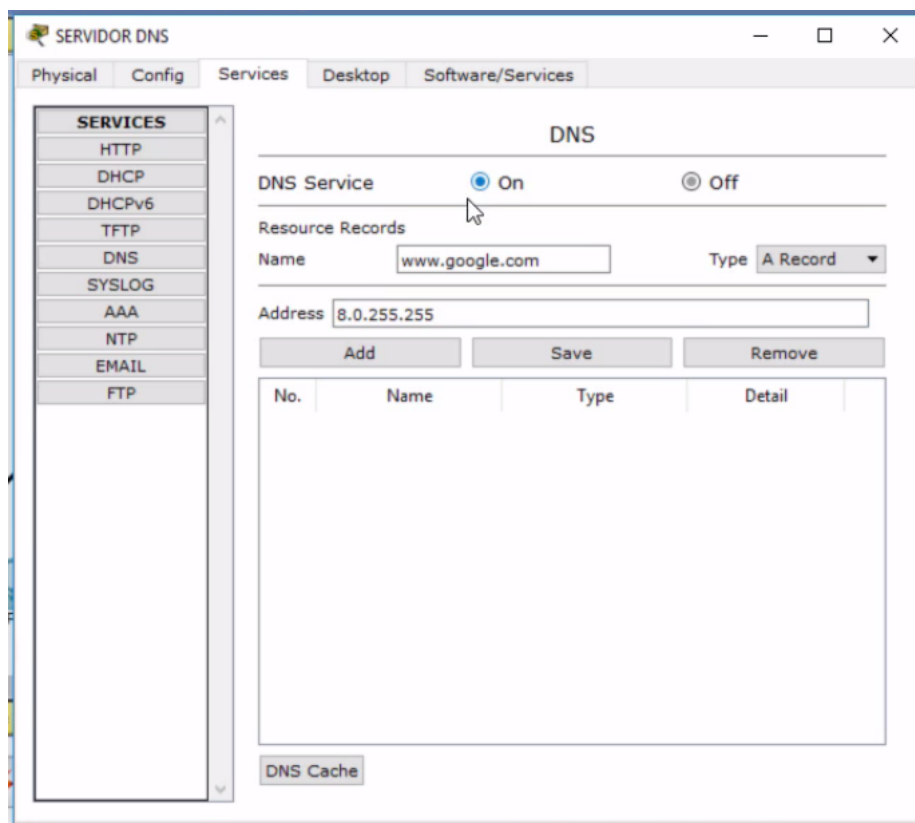 SERVIDOR DNS
Physical Config Services Desktop Software/Services
SERVICES
HTTP
DHCP
DHCPv6
TFTP
DNS
SYSLOG
AAA
NTP
EMAIL
FTP
DNS
DNS Service On Off
Resource Records
Name www.google.com Type A Record
Address 8.0.255.255
Add Save Remove
No. Name Type Detail
DNS Cache